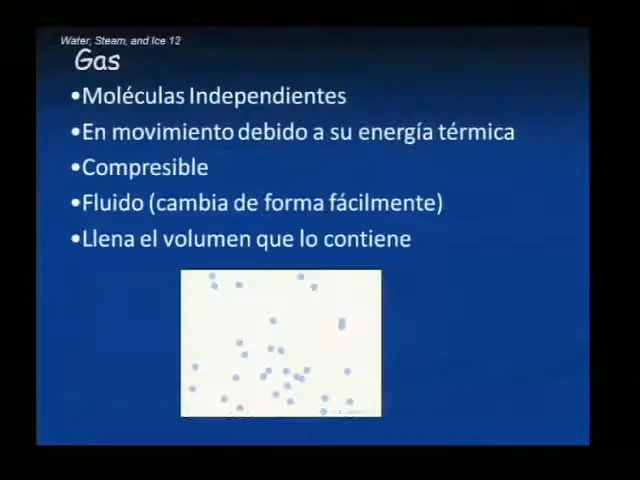 Water, Steam, and Ice 12
Gas
•Moléculas Independientes
•En movimiento debido a su energía térmica
•Compresible
•Fluido (cambia de forma fácilmente)
•Llena el volumen que lo contiene